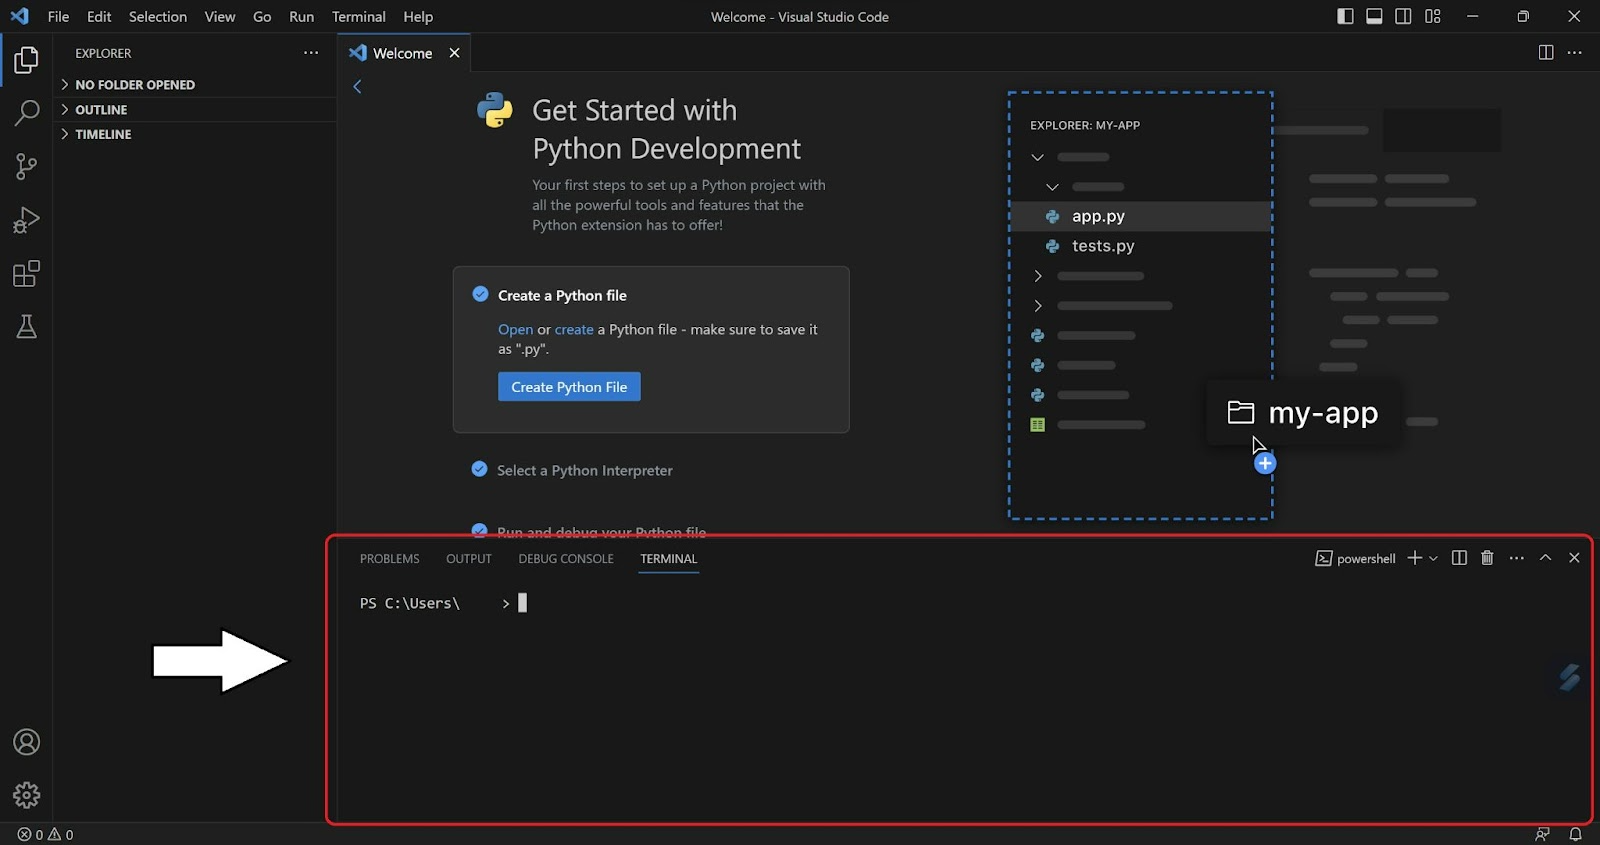 File Edit Selection View Go Run Terminal Help
Welcome - Visual Studio Code
EXPLORER
NO FOLDER OPENED
OUTLINE
TIMELINE
Welcome
Get Started with
Python Development
Your first steps to set up a Python project with
all the powerful tools and features that the
Python extension has to offer!
Create a Python file
Open or create a Python file - make sure to save it
as ".py".
Create Python File
Select a Python Interpreter
Run and debug your Python file
EXPLORER: MY-APP
app.py
tests.py
my-app
PROBLEMS OUTPUT DEBUG CONSOLE TERMINAL
powershell
PS C:\Users\ >
0 0